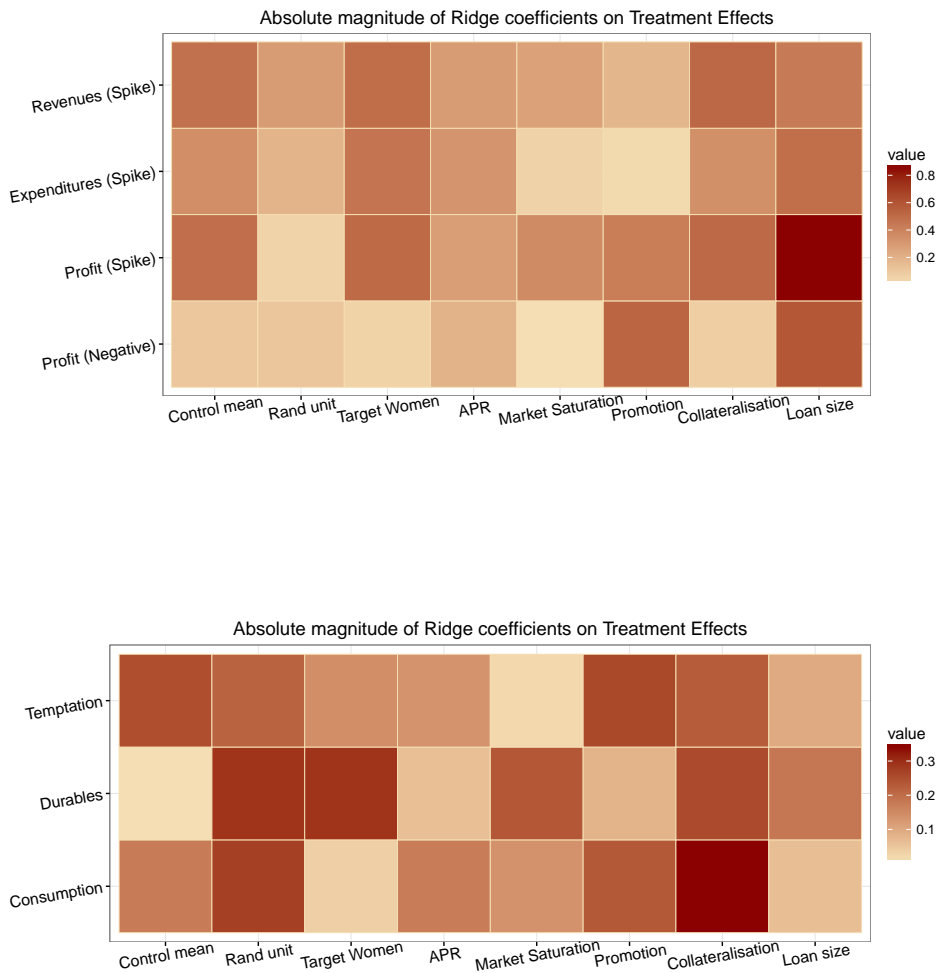 Absolute magnitude of Ridge coefficients on Treatment Effects
Revenues (Spike)
Expenditures (Spike)
Profit (Spike)
Profit (Negative)
Control mean Rand unit Target Women APR Market Saturation Promotion Collateralisation Loan size
value
0.8
0.6
0.4
0.2
Absolute magnitude of Ridge coefficients on Treatment Effects
Temptation
Durables
Consumption
Control mean Rand unit Target Women APR Market Saturation Promotion Collateralisation Loan size
value
0.3
0.2
0.1